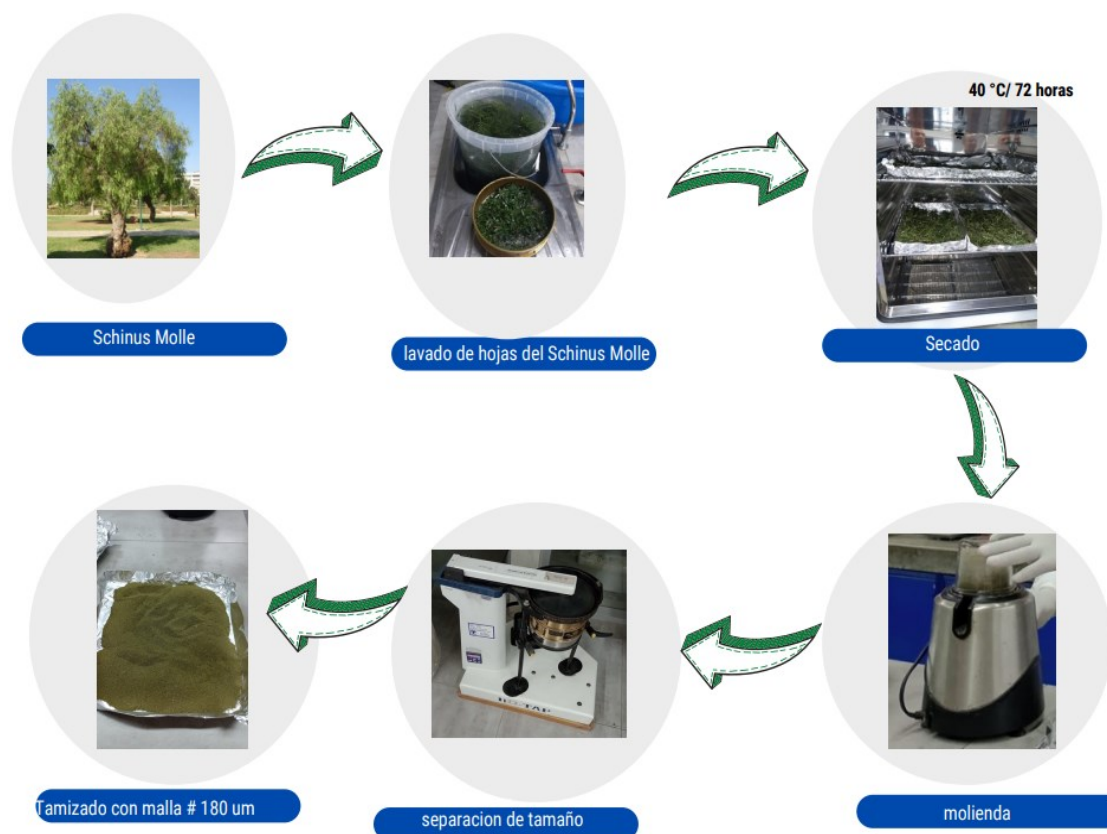 40 °C/ 72 horas
Schinus Molle
lavado de hojas del Schinus Molle
Secado
Tamizado con malla # 180 um
separacion de tamaño
molienda